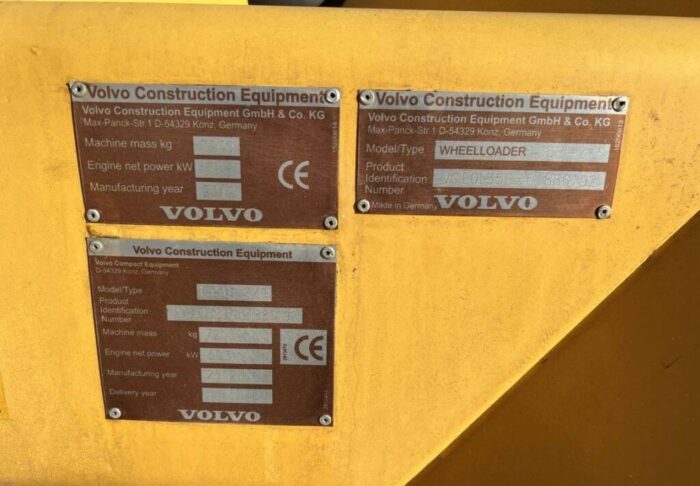 Volvo Construction Equipment
Volvo Construction Equipment GmbH & Co. KG
Max-Panck-Str.1 D-54329 Konz, Germany
Machine mass kg
Engine net power kW
Manufacturing year
CE
VOLVO
Volvo Construction Equipment
Volvo Construction Equipment GmbH & Co. KG
Max-Panck-Str.1 D-54329 Konz, Germany
Model/Type WHEELLOADER
Product
Identification
Number
Made in Germany
VOLVO
Volvo Construction Equipment
Volvo Compact Equipment
D-54329 Konz, Germany
Model/Type
Product
Identification
Number
Machine mass kg
Engine net power kW
Manufacturing year
Delivery year
CE
VOLVO